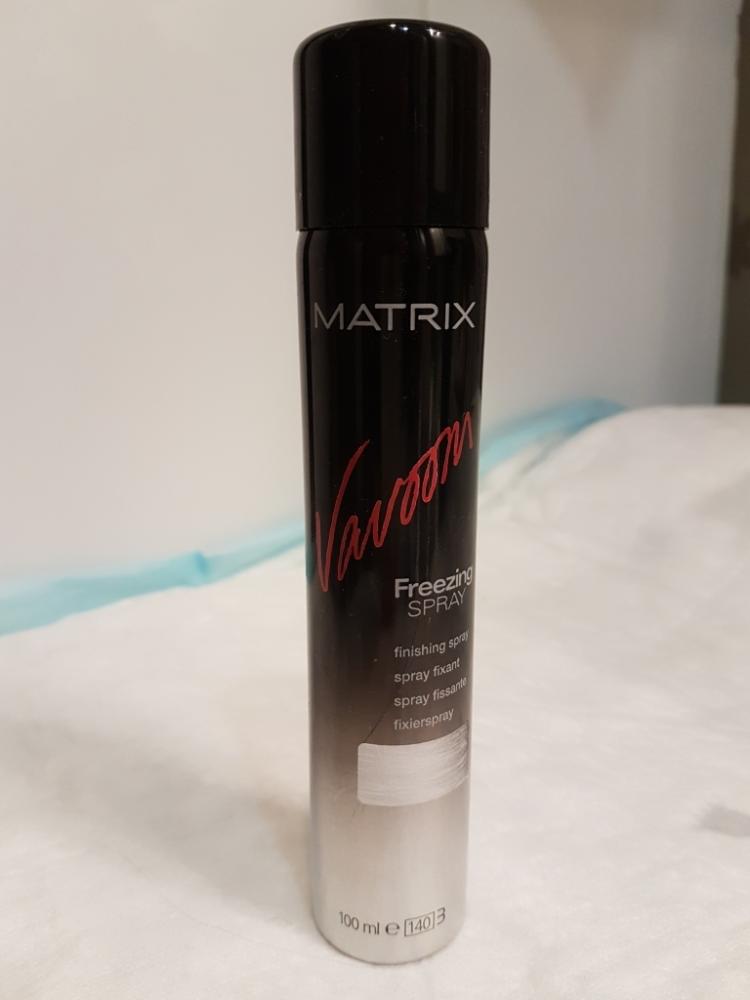 MATRIX
Vavoom
Freezing
SPRAY
finishing spray
spray fixant
spray fissante
fixierspray
100 ml e 140 3